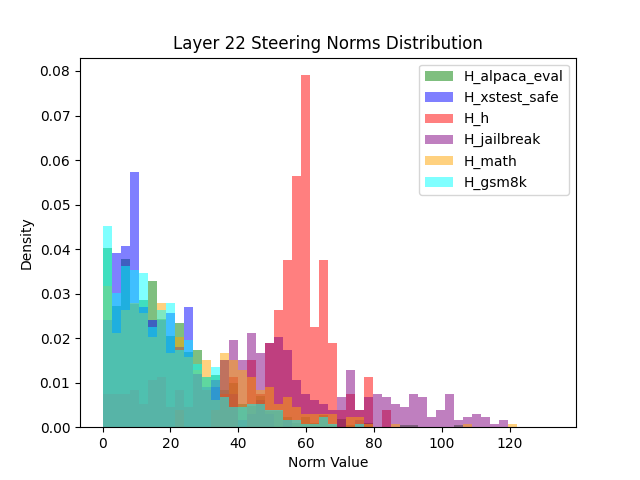 Layer 22 Steering Norms Distribution
H_alpaca_eval
H_xstest_safe
H_h
H_jailbreak
H_math
H_gsm8k
Density
0.08
0.07
0.06
0.05
0.04
0.03
0.02
0.01
0.00
0 20 40 60 80 100 120
Norm Value